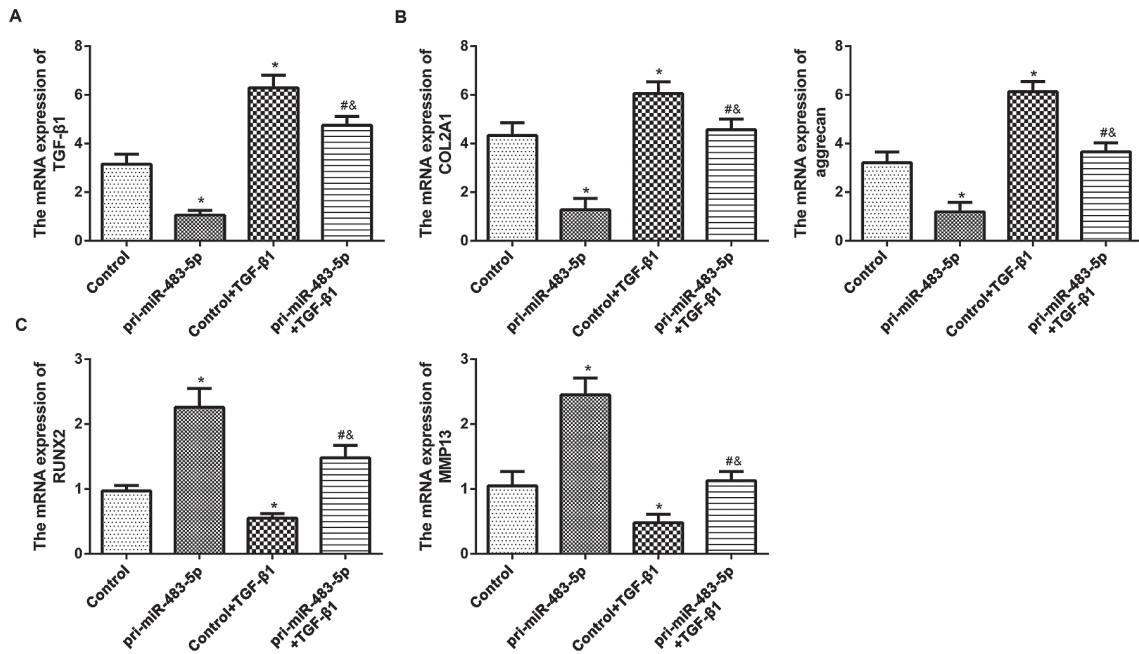 A
The mRNA expression of
TGF-β1
8
6
4
2
0
*
*
#&
Control
pri-miR-483-5p
Control+TGF-β1
pri-miR-483-5p
+TGF-β1
B
The mRNA expression of
COL2A1
8
6
4
2
0
*
*
#&
Control
pri-miR-483-5p
Control+TGF-β1
pri-miR-483-5p
+TGF-β1
The mRNA expression of
aggrecan
8
6
4
2
0
*
*
#&
Control
pri-miR-483-5p
Control+TGF-β1
pri-miR-483-5p
+TGF-β1
C
The mRNA expression of
RUNX2
3
2
1
0
*
*
#&
Control
pri-miR-483-5p
Control+TGF-β1
pri-miR-483-5p
+TGF-β1
The mRNA expression of
MMP13
3
2
1
0
*
*
#&
Control
pri-miR-483-5p
Control+TGF-β1
pri-miR-483-5p
+TGF-β1